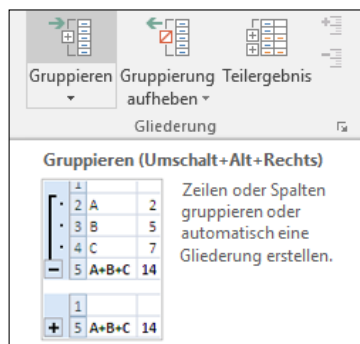 Gruppieren Gruppierung Teilergebnis
aufheben
Gliederung
Gruppieren (Umschalt+Alt+Rechts)
1
2 A 2
3 B 5
4 C 7
5 A+B+C 14
1
5 A+B+C 14
Zeilen oder Spalten
gruppieren oder
automatisch eine
Gliederung erstellen.